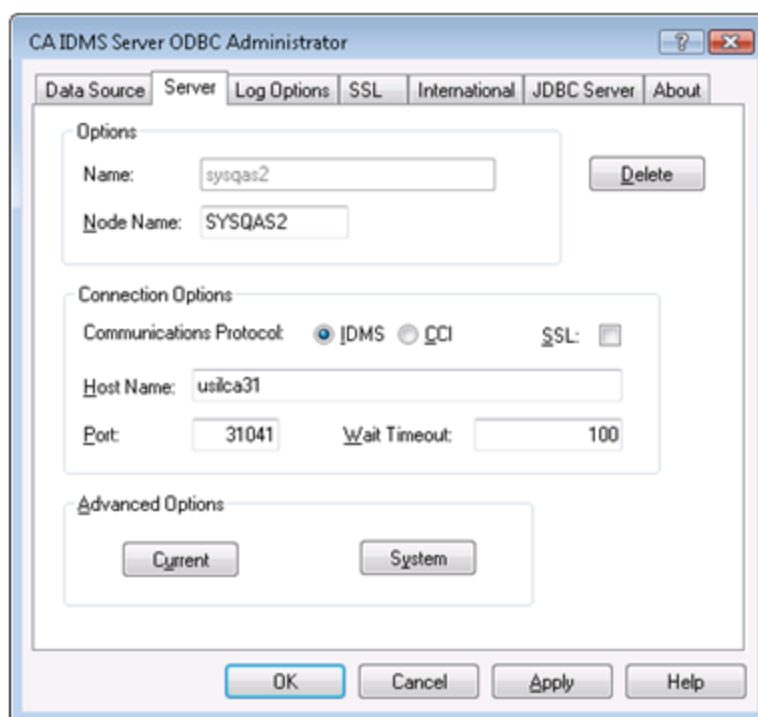 CA IDMS Server ODBC Administrator
Data Source Server Log Options SSL International JDBC Server About
Options
Name: sysqas2
Delete
Node Name: SYSQAS2
Connection Options
Communications Protocol: IDMS CCI SSL:
Host Name: usilca31
Port: 31041 Wait Timeout: 100
Advanced Options
Current System
OK Cancel Apply Help